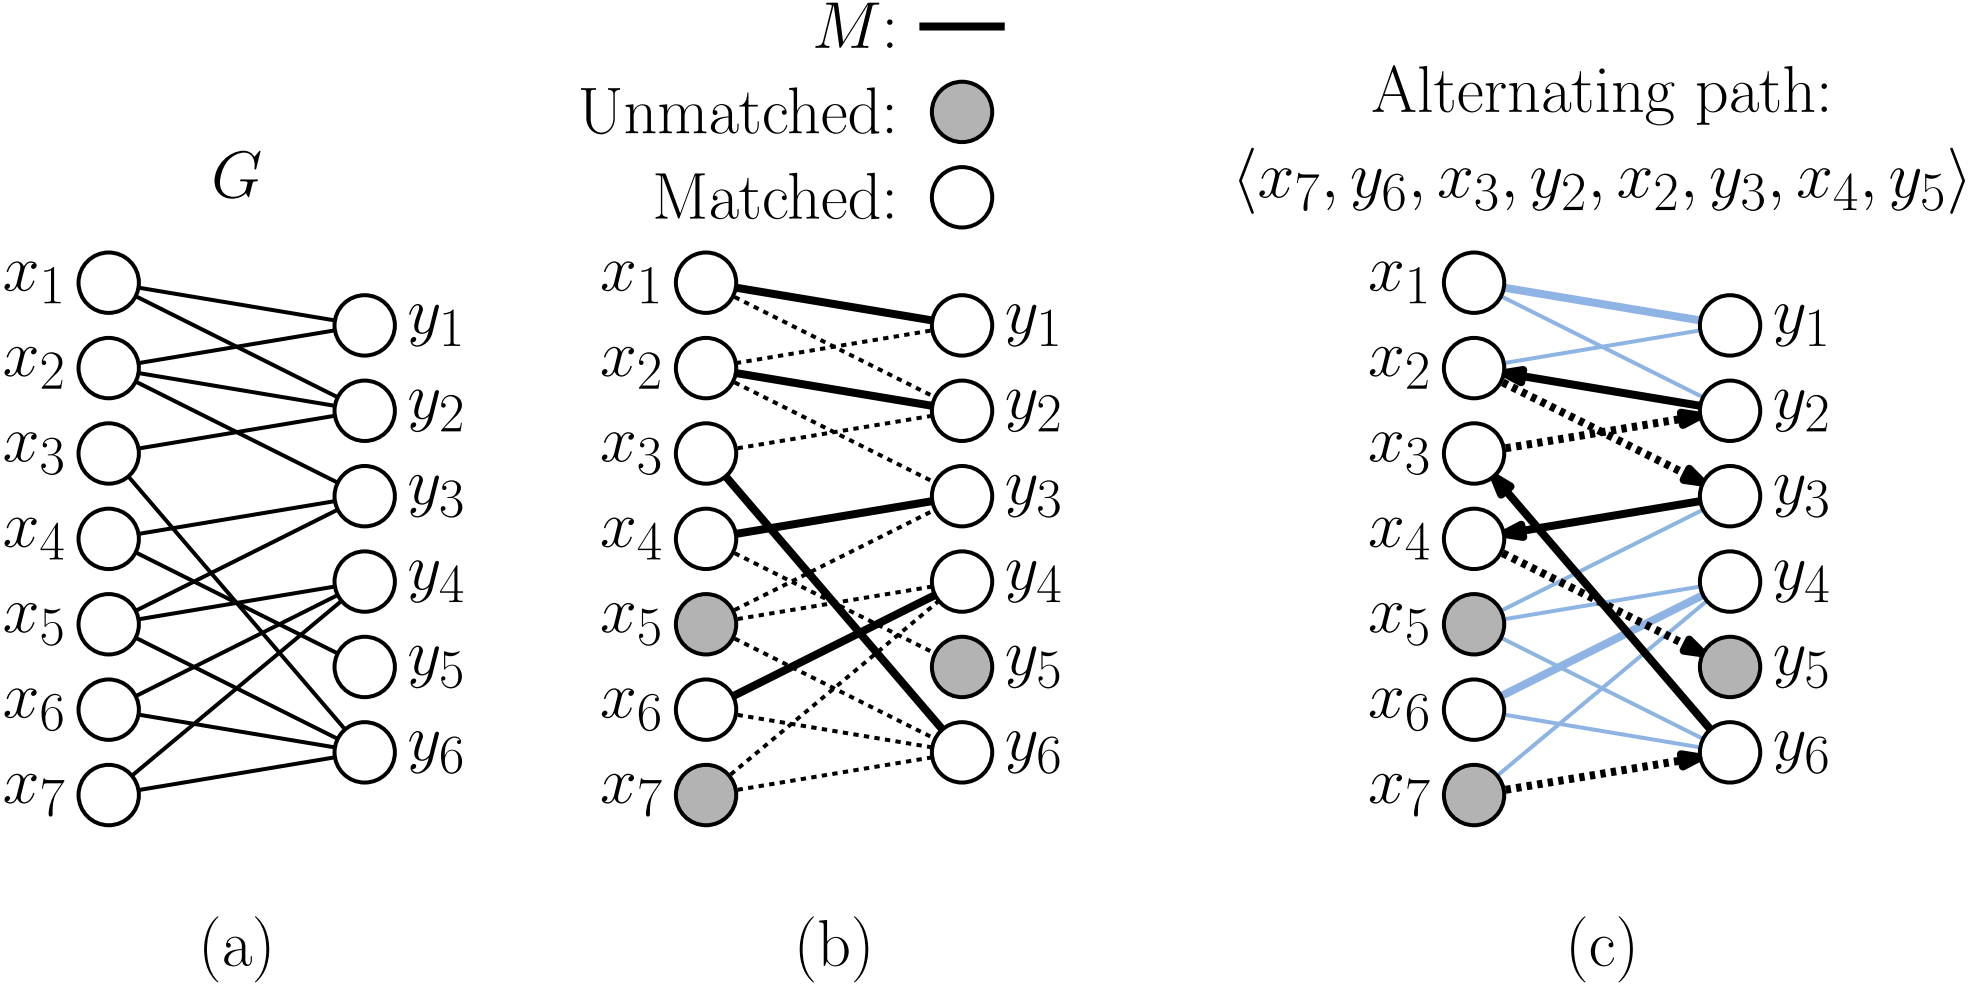 G
x1
x2
x3
x4
x5
x6
x7
y1
y2
y3
y4
y5
y6
(a)
M:
Unmatched:
Matched:
x1
x2
x3
x4
x5
x6
x7
y1
y2
y3
y4
y5
y6
(b)
Alternating path:
⟨x7, y6, x3, y2, x2, y3, x4, y5⟩
x1
x2
x3
x4
x5
x6
x7
y1
y2
y3
y4
y5
y6
(c)